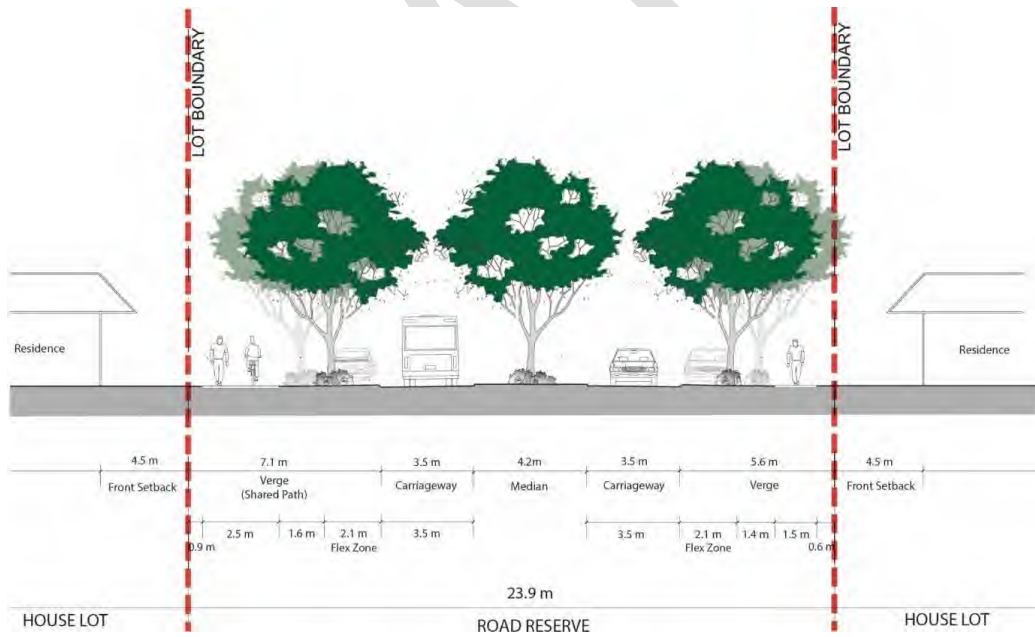 LOT BOUNDARY
LOT BOUNDARY
Residence
Residence
4.5 m
7.1 m
3.5 m
4.2m
3.5 m
5.6 m
4.5 m
Front Setback
Verge
(Shared Path)
Carriageway
Median
Carriageway
Verge
Front Setback
0.9 m
2.5 m
1.6 m
2.1 m
Flex Zone
3.5 m
3.5 m
2.1 m
Flex Zone
1.4 m
1.5 m
0.6 m
23.9 m
HOUSE LOT
ROAD RESERVE
HOUSE LOT